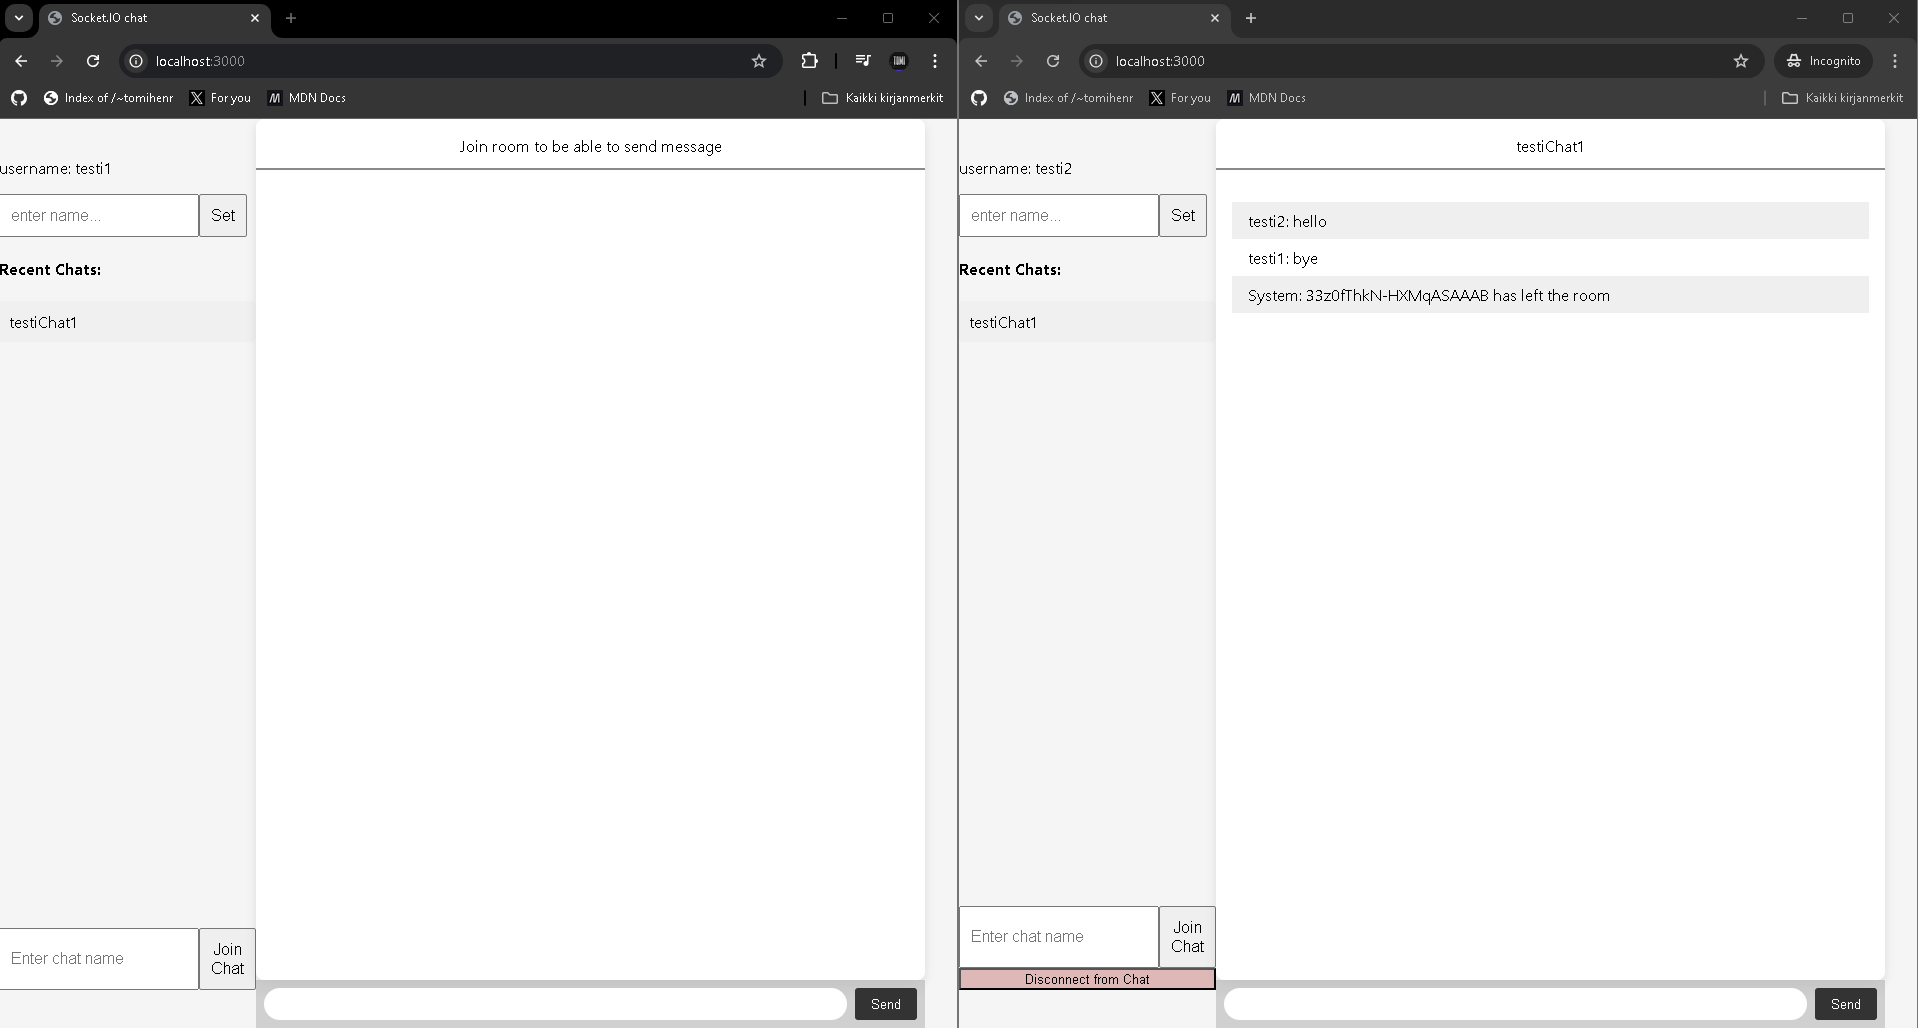 Socket.IO chat
localhost:3000
Index of /~tomihenr
For you
MDN Docs
Kaikki kirjanmerkit
username: testi1
enter name...
Set
Recent Chats:
testiChat1
Join room to be able to send message
Enter chat name
Join
Chat
Send
Socket.IO chat
localhost:3000
Incognito
Index of /~tomihenr
For you
MDN Docs
Kaikki kirjanmerkit
username: testi2
enter name...
Set
Recent Chats:
testiChat1
testiChat1
testi2: hello
testi1: bye
System: 33z0fThkN-HXMqASAAAB has left the room
Enter chat name
Join
Chat
Disconnect from Chat
Send